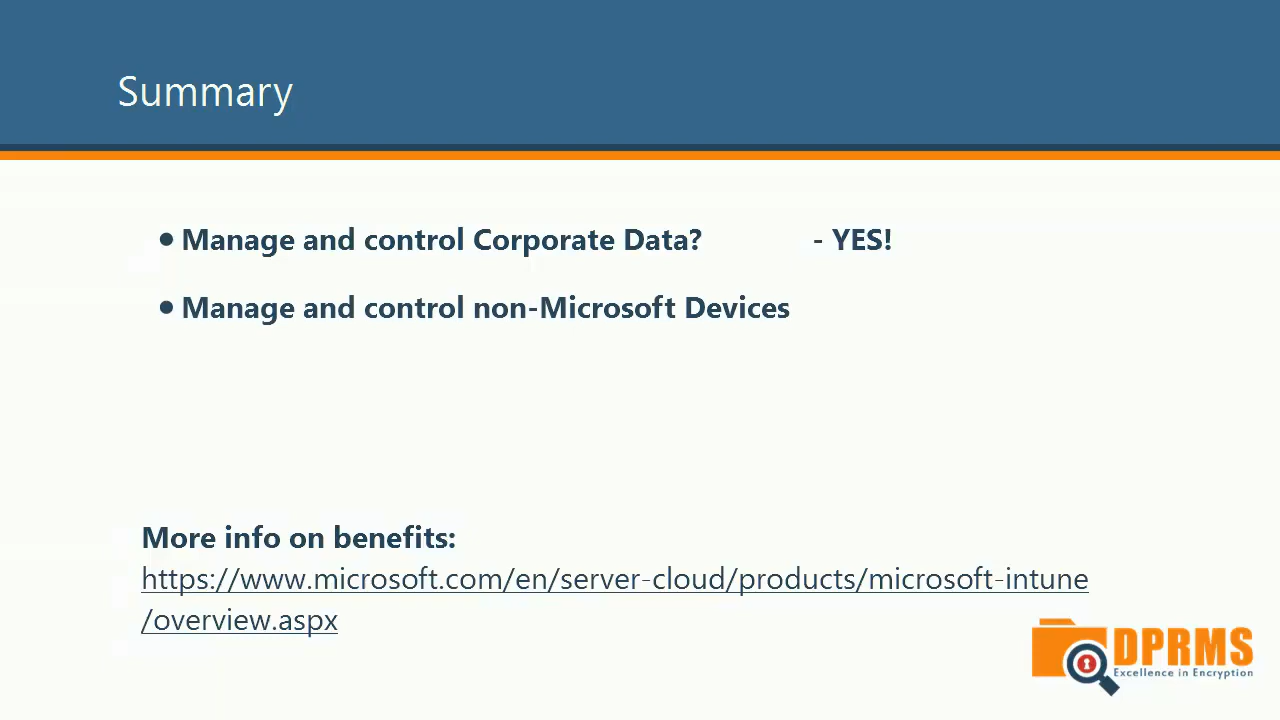 Summary
• Manage and control Corporate Data? - YES!
• Manage and control non-Microsoft Devices
More info on benefits:
https://www.microsoft.com/en/server-cloud/products/microsoft-intune
/overview.aspx
DPRMS
Excellence in Encryption